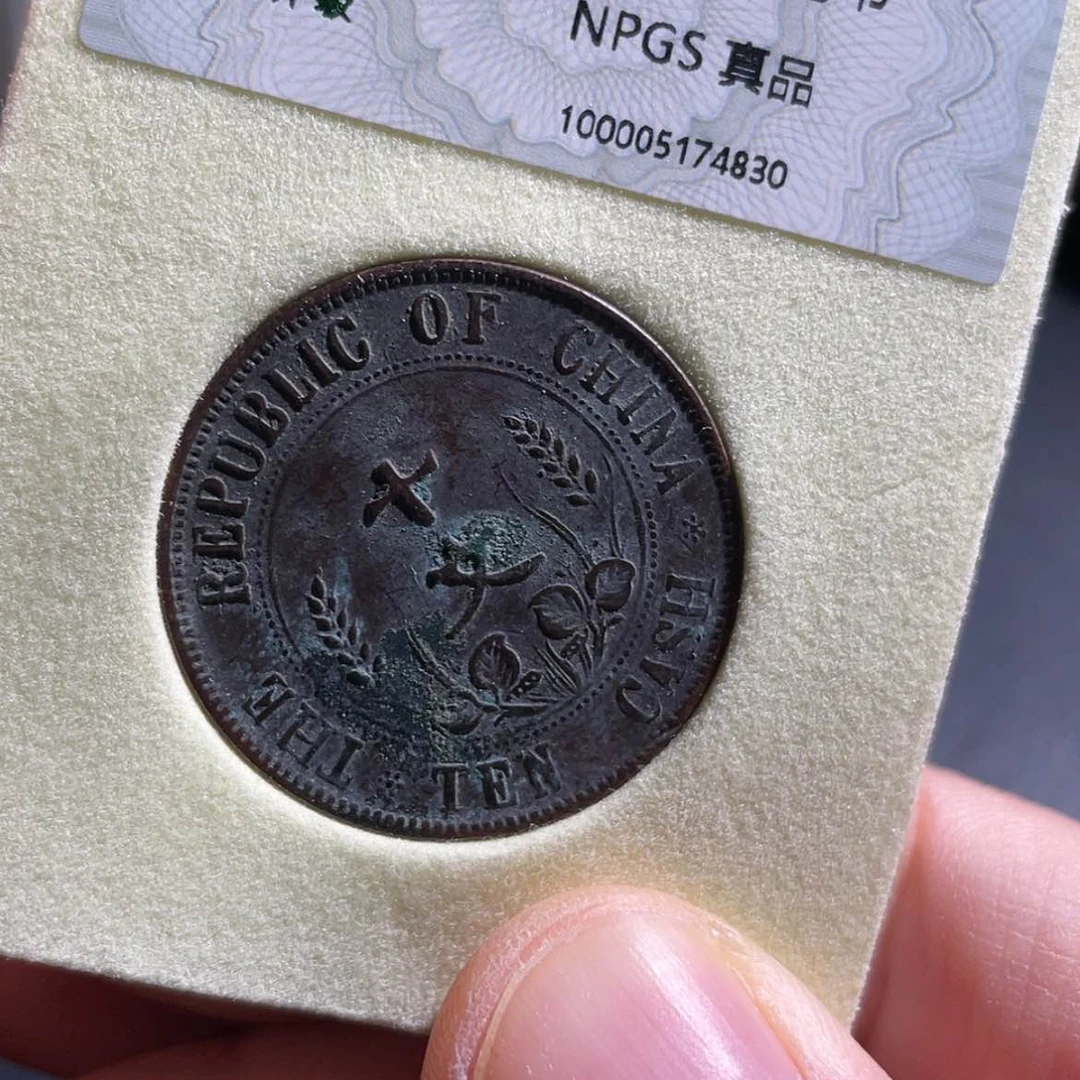 NPGS 真品
100005174830
THE REPUBLIC OF CHINA
十文
TEN CASH